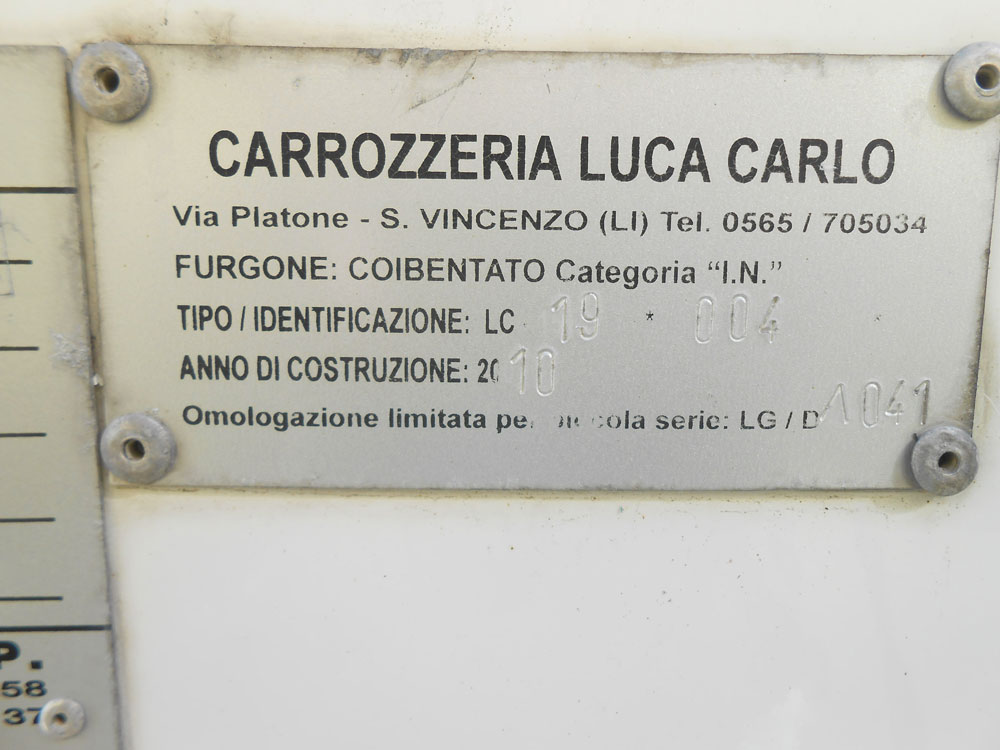 CARROZZERIA LUCA CARLO
Via Platone - S. VINCENZO (LI) Tel. 0565 / 705034
FURGONE: COIBENTATO Categoria “I.N.”
TIPO / IDENTIFICAZIONE: LC 19 * 004
ANNO DI COSTRUZIONE: 2010
Omologazione limitata serie: LG / D 1041
P.
58
37